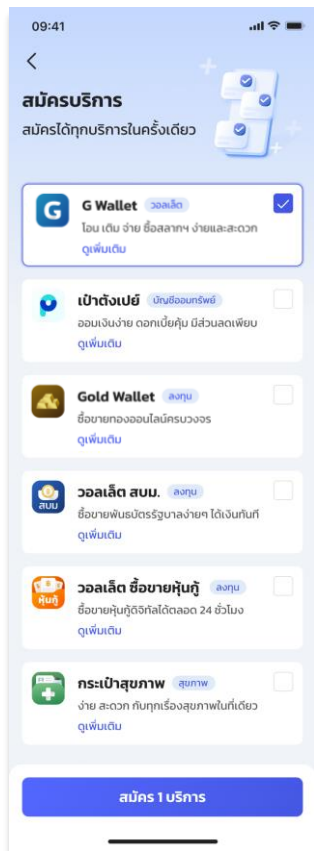 09:41
สมัครบริการ
สมัครได้ทุกบริการในครั้งเดียว
G
G Wallet วอลเล็ต
โอน เติม จ่าย ซื้อสลากฯ ง่ายและสะดวก
ดูเพิ่มเติม
เป๋าตังเปย์ บัญชีออมทรัพย์
ออมเงินง่าย ดอกเบี้ยคุ้ม มีส่วนลดเพียบ
ดูเพิ่มเติม
Gold Wallet ลงทุน
ซื้อขายทองออนไลน์ครบวงจร
ดูเพิ่มเติม
สบม
วอลเล็ต สบม. ลงทุน
ซื้อขายพันธบัตรรัฐบาลง่ายๆ ได้เงินทันที
ดูเพิ่มเติม
หุ้นกู้
วอลเล็ต ซื้อขายหุ้นกู้ ลงทุน
ซื้อขายหุ้นกู้ดิจิทัลได้ตลอด 24 ชั่วโมง
ดูเพิ่มเติม
กระเป๋าสุขภาพ สุขภาพ
จ่าย สะดวก กับทุกเรื่องสุขภาพในที่เดียว
ดูเพิ่มเติม
สมัคร 1 บริการ